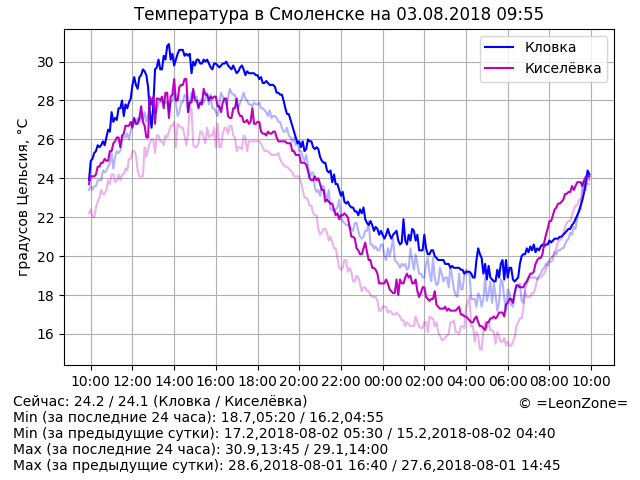 Температура в Смоленске на 03.08.2018 09:55
градусов Цельсия, °C
30
28
26
24
22
20
18
16
Кловка
Киселёвка
10:00 12:00 14:00 16:00 18:00 20:00 22:00 00:00 02:00 04:00 06:00 08:00 10:00
Сейчас: 24.2 / 24.1 (Кловка / Киселёвка)
© =LeonZone=
Min (за последние 24 часа): 18.7,05:20 / 16.2,04:55
Min (за предыдущие сутки): 17.2,2018-08-02 05:30 / 15.2,2018-08-02 04:40
Max (за последние 24 часа): 30.9,13:45 / 29.1,14:00
Max (за предыдущие сутки): 28.6,2018-08-01 16:40 / 27.6,2018-08-01 14:45